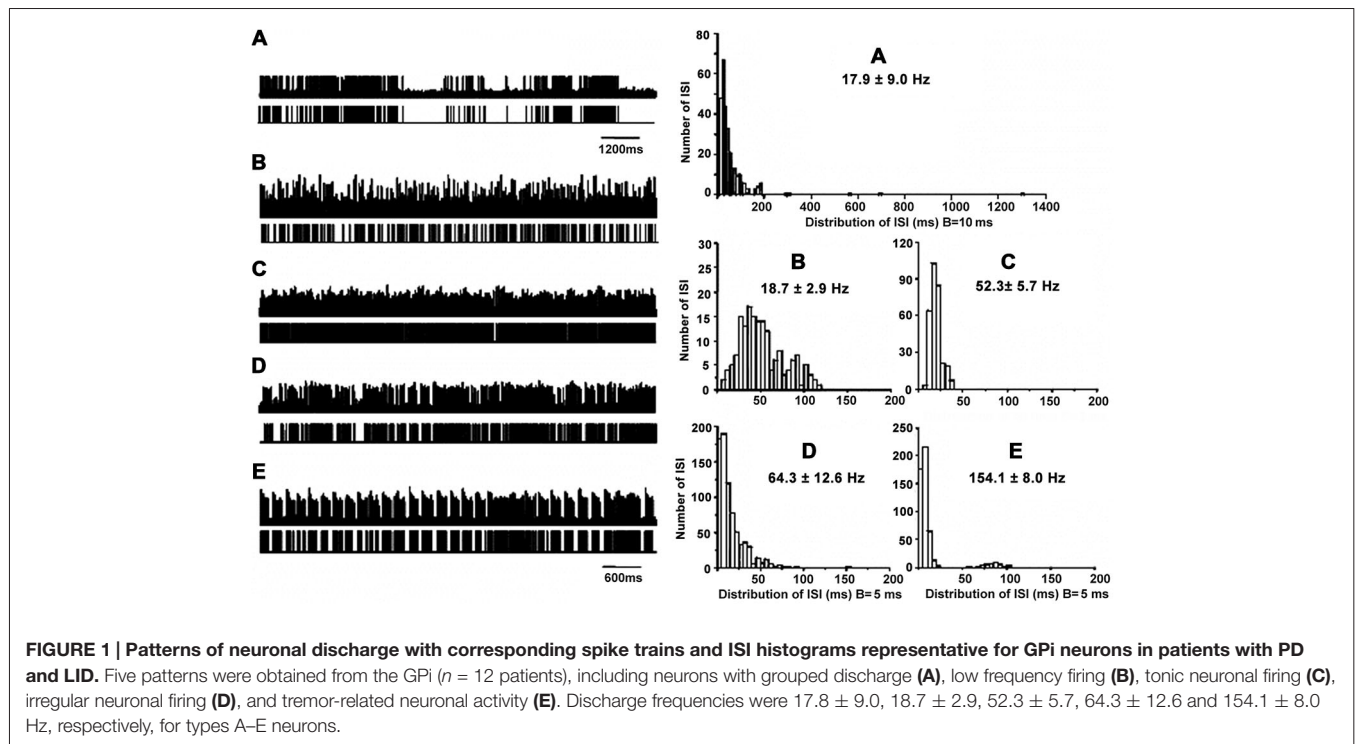 A
1200ms
B
C
D
E
600ms
80
60
40
20
0
Number of ISI
A
17.9 ± 9.0 Hz
200 400 600 800 1000 1200 1400
Distribution of ISI (ms) B=10 ms
30
25
20
15
10
5
0
Number of ISI
B
18.7 ± 2.9 Hz
50 100 150 200
120
90
60
30
0
C
52.3± 5.7 Hz
50 100 150 200
200
150
100
50
0
Number of ISI
D
64.3 ± 12.6 Hz
50 100 150 200
Distribution of ISI (ms) B= 5 ms
250
200
150
100
50
0
E
154.1 ± 8.0 Hz
50 100 150 200
Distribution of ISI (ms) B= 5 ms
FIGURE 1 | Patterns of neuronal discharge with corresponding spike trains and ISI histograms representative for GPi neurons in patients with PD
and LID. Five patterns were obtained from the GPi (n = 12 patients), including neurons with grouped discharge (A), low frequency firing (B), tonic neuronal firing (C),
irregular neuronal firing (D), and tremor-related neuronal activity (E). Discharge frequencies were 17.8 ± 9.0, 18.7 ± 2.9, 52.3 ± 5.7, 64.3 ± 12.6 and 154.1 ± 8.0
Hz, respectively, for types A–E neurons.